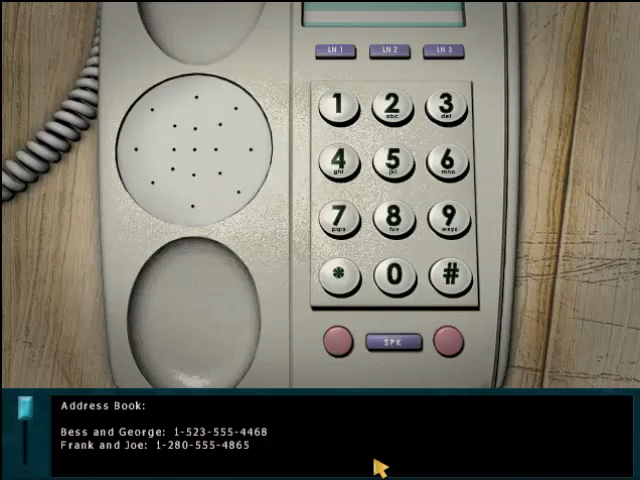 LN 1 LN 2 LN 3
1 2 3
abc def
4 5 6
ghi jkl mno
7 8 9
pqrs tuv wxyz
* 0 #
SPK
Address Book:
Bess and George: 1-523-555-4468
Frank and Joe: 1-280-555-4865